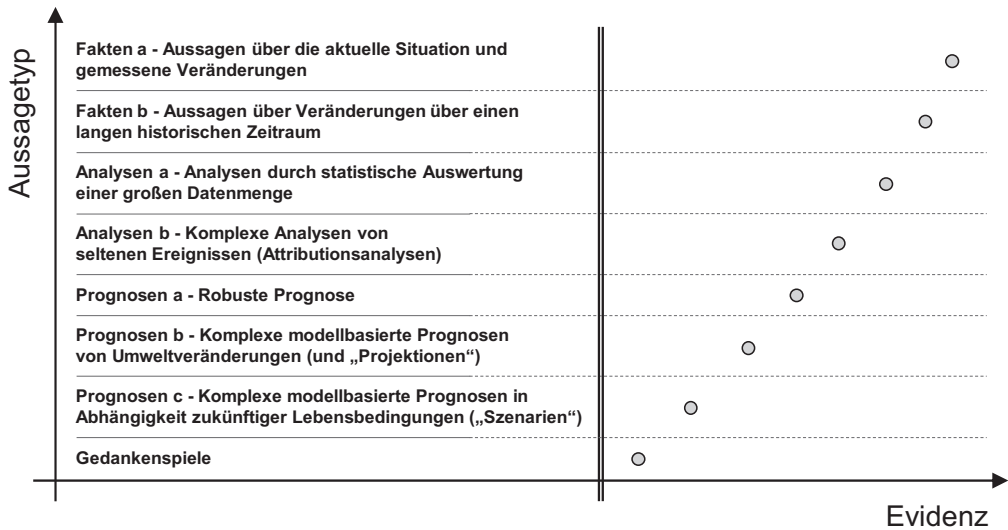 Aussagetyp
Fakten a - Aussagen über die aktuelle Situation und
gemessene Veränderungen
Fakten b - Aussagen über Veränderungen über einen
langen historischen Zeitraum
Analysen a - Analysen durch statistische Auswertung
einer großen Datenmenge
Analysen b - Komplexe Analysen von
seltenen Ereignissen (Attributionsanalysen)
Prognosen a - Robuste Prognose
Prognosen b - Komplexe modellbasierte Prognosen
von Umweltveränderungen (und „Projektionen“)
Prognosen c - Komplexe modellbasierte Prognosen in
Abhängigkeit zukünftiger Lebensbedingungen („Szenarien“)
Gedankenspiele
Evidenz